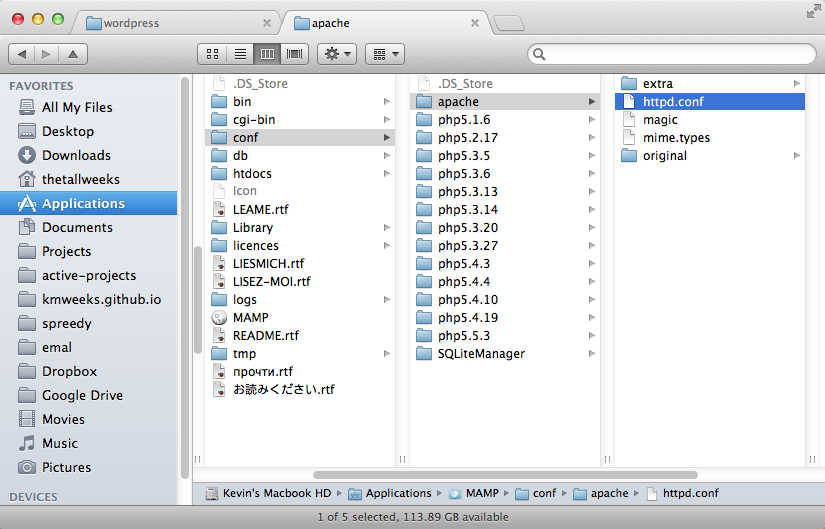 wordpress
apache
FAVORITES
All My Files
Desktop
Downloads
thetallweeks
Applications
Documents
Projects
active-projects
kmweeks.github.io
spreedy
emal
Dropbox
Google Drive
Movies
Music
Pictures
DEVICES
.DS_Store
bin
cgi-bin
conf
db
htdocs
Icon
LEAME.rtf
Library
licences
LIESMICH.rtf
LISEZ-MOI.rtf
logs
MAMP
README.rtf
tmp
прочти.rtf
お読みください.rtf
.DS_Store
apache
php5.1.6
php5.2.17
php5.3.5
php5.3.6
php5.3.13
php5.3.14
php5.3.20
php5.3.27
php5.4.3
php5.4.4
php5.4.10
php5.4.19
php5.5.3
SQLiteManager
extra
httpd.conf
magic
mime.types
original
Kevin's Macbook HD ▸ Applications ▸ MAMP ▸ conf ▸ apache ▸ httpd.conf
1 of 5 selected, 113.89 GB available